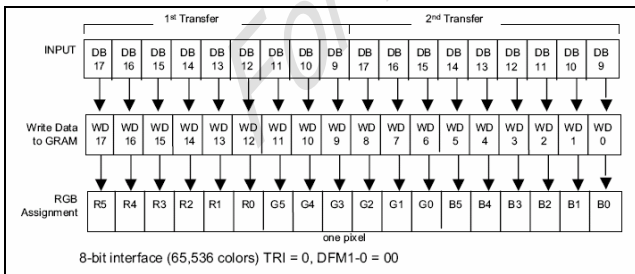 1st Transfer 2nd Transfer
INPUT DB 17 DB 16 DB 15 DB 14 DB 13 DB 12 DB 11 DB 10 DB 9 DB 17 DB 16 DB 15 DB 14 DB 13 DB 12 DB 11 DB 10 DB 9
Write Data to GRAM WD 17 WD 16 WD 15 WD 14 WD 13 WD 12 WD 11 WD 10 WD 9 WD 8 WD 7 WD 6 WD 5 WD 4 WD 3 WD 2 WD 1 WD 0
RGB Assignment R5 R4 R3 R2 R1 R0 G5 G4 G3 G2 G1 G0 B5 B4 B3 B2 B1 B0
one pixel
8-bit interface (65,536 colors) TRI = 0, DFM1-0 = 00
For